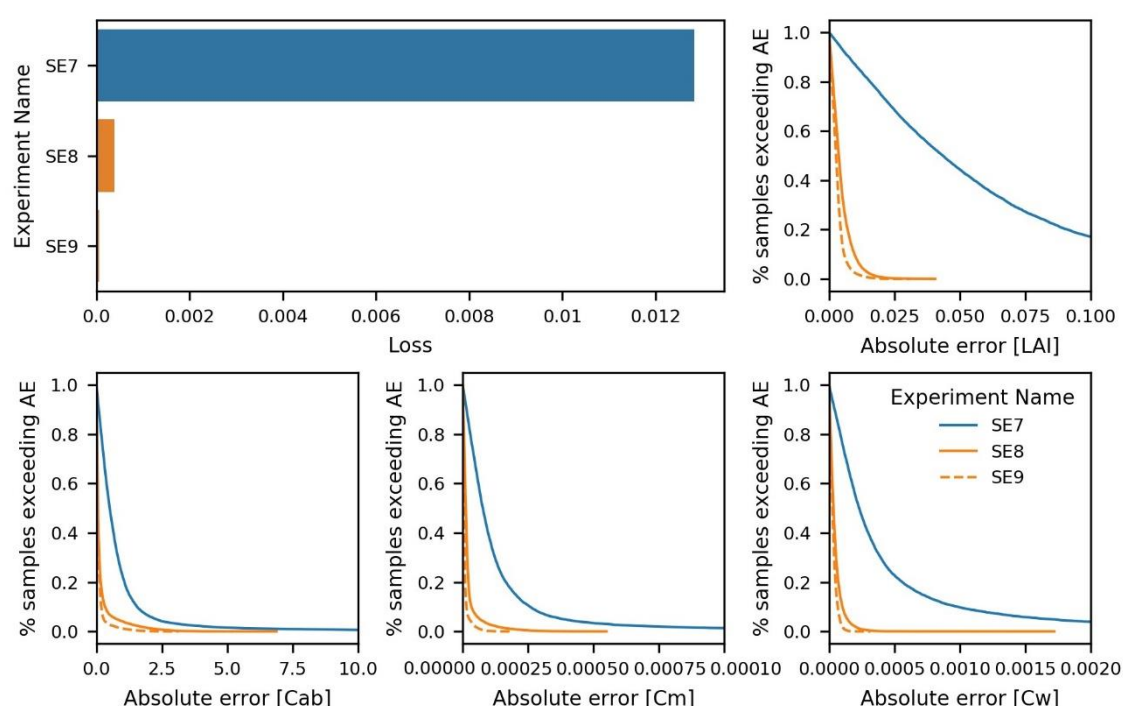 Experiment Name
SE7
SE8
SE9
0.0 0.002 0.004 0.006 0.008 0.01 0.012
Loss
% samples exceeding AE
1.0
0.8
0.6
0.4
0.2
0.0
0.000 0.025 0.050 0.075 0.100
Absolute error [LAI]
% samples exceeding AE
1.0
0.8
0.6
0.4
0.2
0.0
0.0 2.5 5.0 7.5 10.0
Absolute error [Cab]
% samples exceeding AE
1.0
0.8
0.6
0.4
0.2
0.0
0.00000 0.00025 0.00050 0.00075 0.00010
Absolute error [Cm]
% samples exceeding AE
1.0
0.8
0.6
0.4
0.2
0.0
Experiment Name
SE7
SE8
SE9
0.0000 0.0005 0.0010 0.0015 0.0020
Absolute error [Cw]